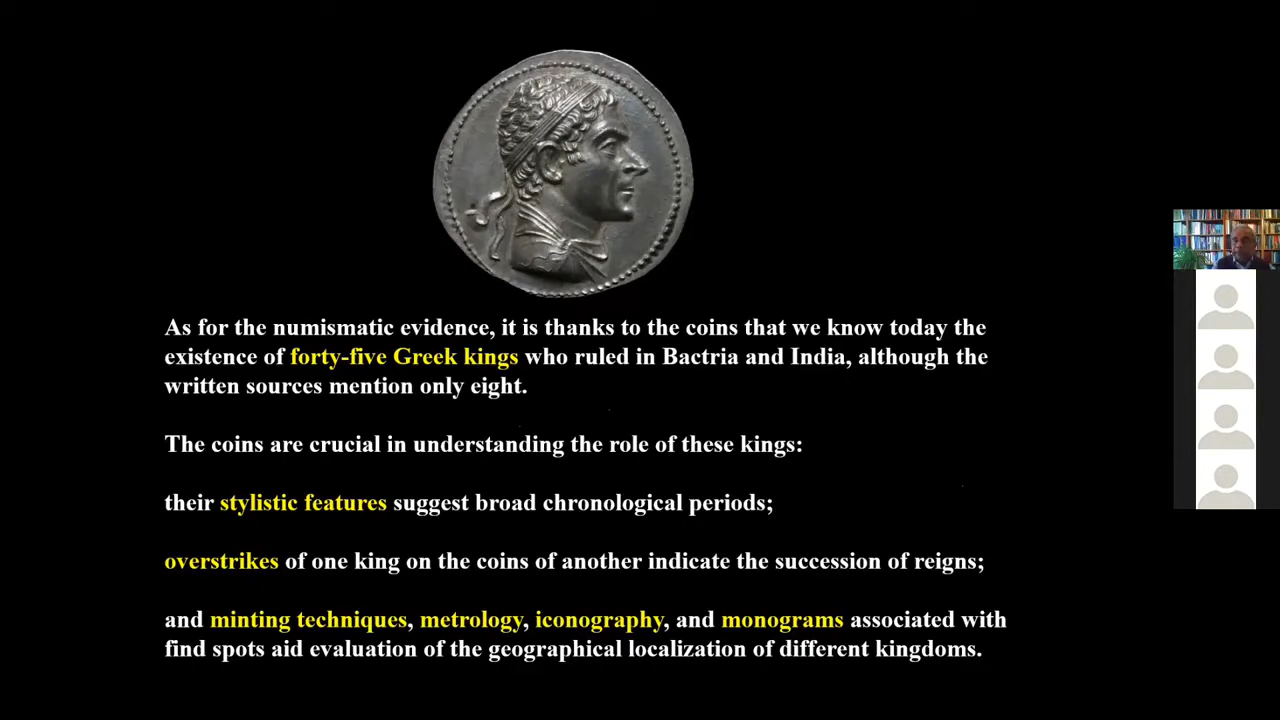 As for the numismatic evidence, it is thanks to the coins that we know today the
existence of forty-five Greek kings who ruled in Bactria and India, although the
written sources mention only eight.
The coins are crucial in understanding the role of these kings:
their stylistic features suggest broad chronological periods;
overstrikes of one king on the coins of another indicate the succession of reigns;
and minting techniques, metrology, iconography, and monograms associated with
find spots aid evaluation of the geographical localization of different kingdoms.